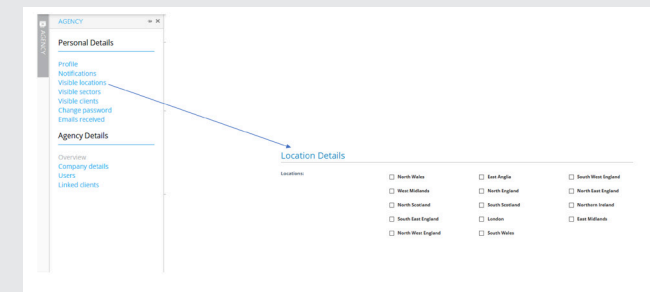 AGENCY
AGENCY
Personal Details
Profile
Notifications
Visible locations
Visible sectors
Visible clients
Change password
Emails received
Agency Details
Overview
Company details
Users
Linked clients
Location Details
Locations:
North Wales
East Anglia
South West England
West Midlands
North England
North East England
North Scotland
South Scotland
Northern Ireland
South East England
London
East Midlands
North West England
South Wales